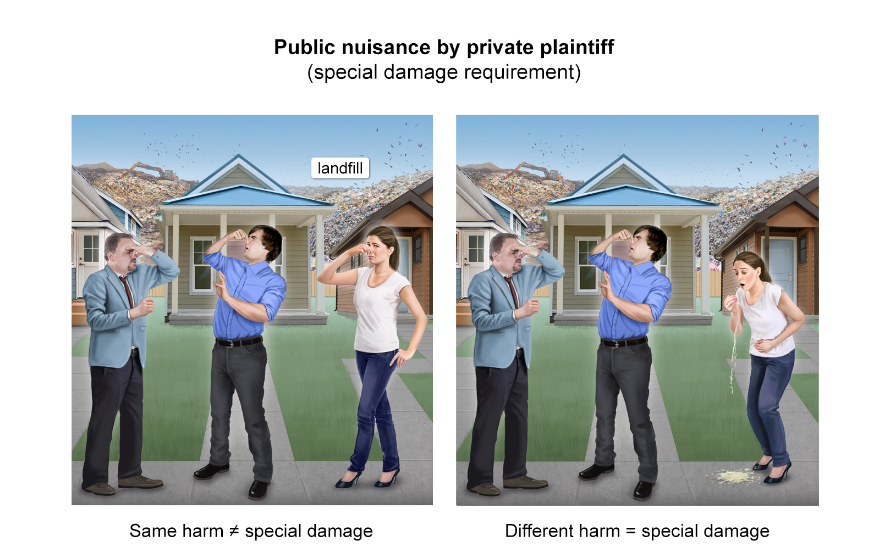 Public nuisance by private plaintiff
(special damage requirement)
landfill
Same harm ≠ special damage
Different harm = special damage